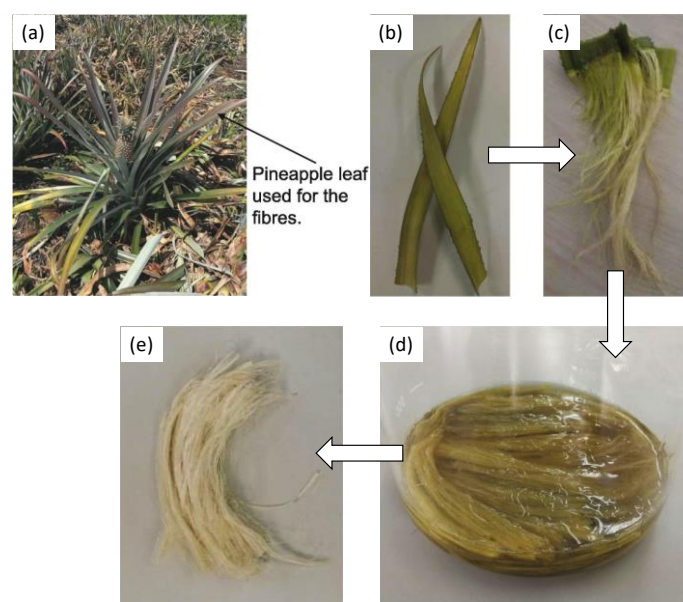 (a)
(b)
(c)
Pineapple leaf
used for the
fibres.
(e)
(d)